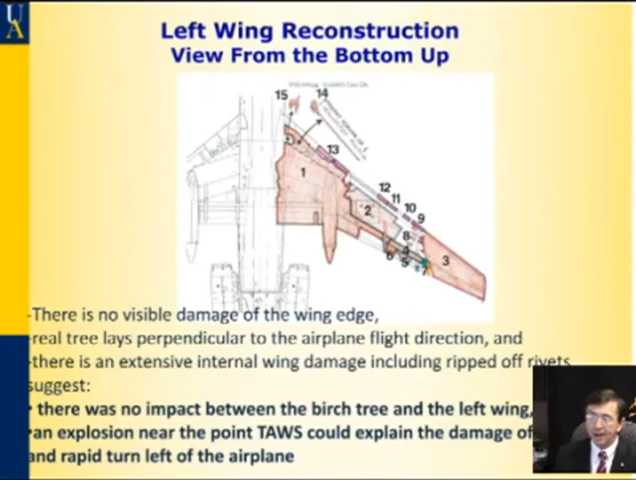 UA
Left Wing Reconstruction
View From the Bottom Up
15
14
13
1
12
11
10
9
2
8
6
4
5
7
3
-There is no visible damage of the wing edge,
-real tree lays perpendicular to the airplane flight direction, and
-there is an extensive internal wing damage including ripped off rivets
suggest:
• there was no impact between the birch tree and the left wing,
•an explosion near the point TAWS could explain the damage of
and rapid turn left of the airplane